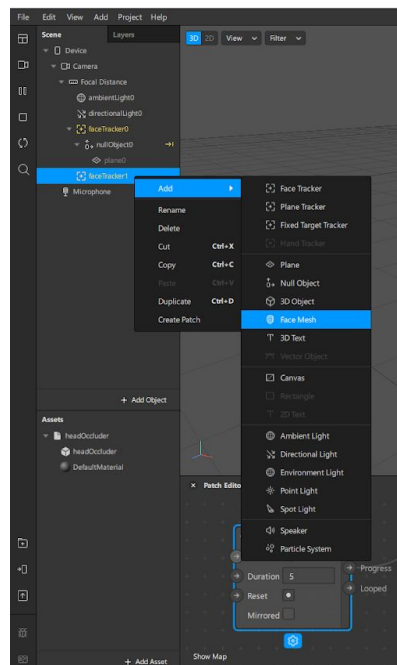 File Edit View Add Project Help
Scene Layers
3D 2D View Filter
Device
Camera
Focal Distance
ambientLight0
directionalLight0
faceTracker0
nullObject0
plane0
faceTracker1
Microphone
Add
Rename
Delete
Cut Ctrl+X
Copy Ctrl+C
Paste Ctrl+V
Duplicate Ctrl+D
Create Patch
Face Tracker
Plane Tracker
Fixed Target Tracker
Hand Tracker
Plane
Null Object
3D Object
Face Mesh
3D Text
Vector Object
Canvas
Rectangle
2D Text
Ambient Light
Directional Light
Environment Light
Point Light
Spot Light
Speaker
Particle System
+ Add Object
Assets
headOccluder
headOccluder
DefaultMaterial
+ Add Asset
× Patch Edito
Progress
Duration 5
Looped
Reset
Mirrored
Show Map